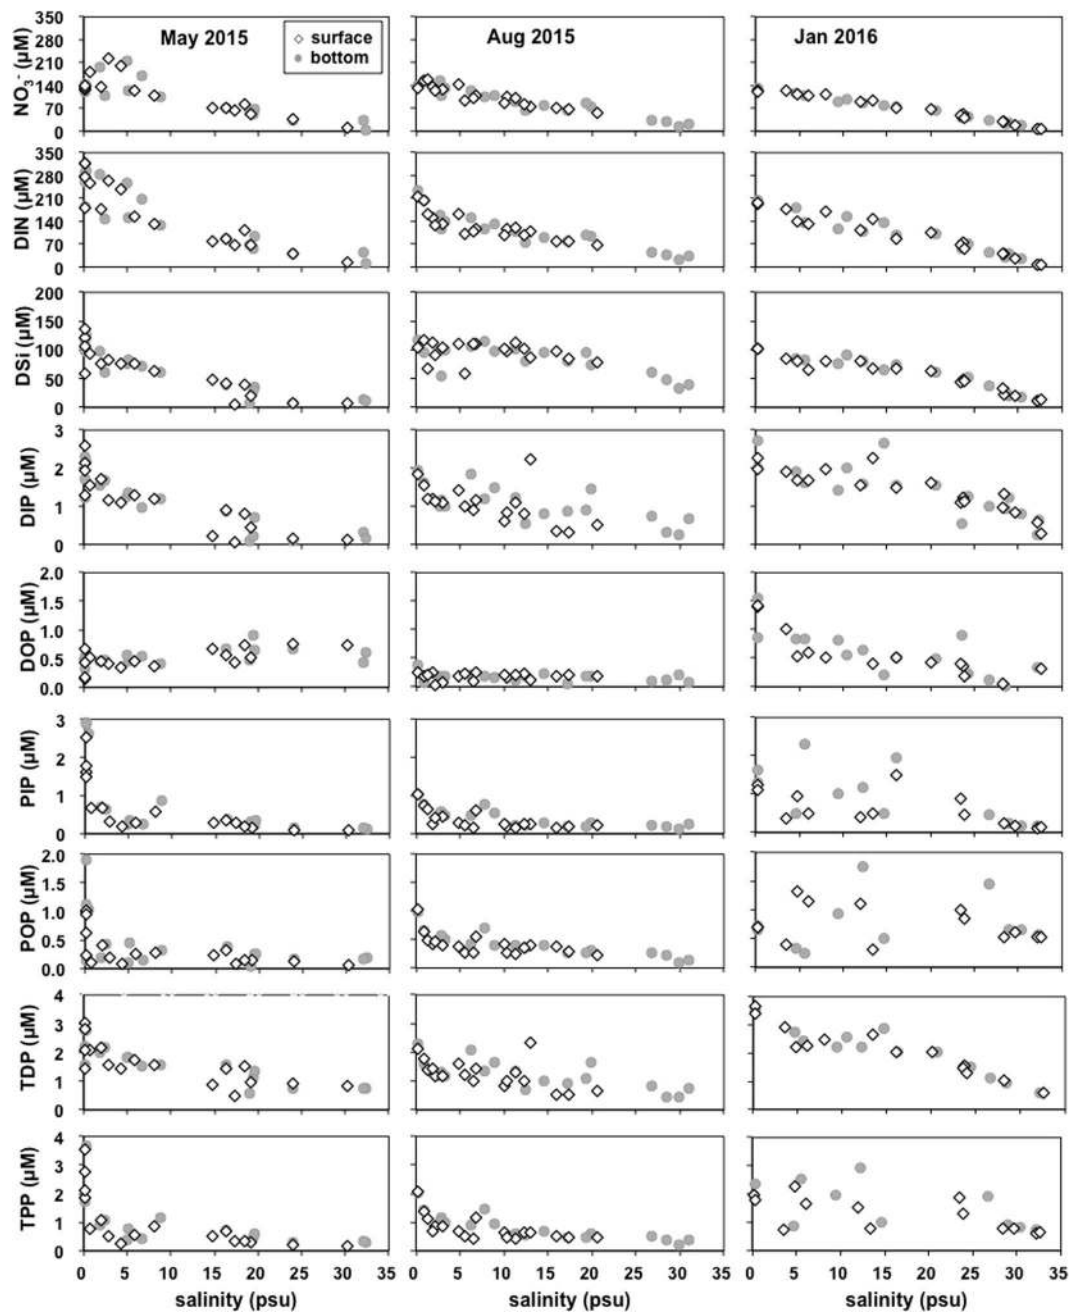 May 2015
◇ surface
● bottom
Aug 2015
Jan 2016
NO₃⁻ (µM)
350
280
210
140
70
0
DIN (µM)
350
280
210
140
70
0
DSi (µM)
200
150
100
50
0
DIP (µM)
3
2
1
0
DOP (µM)
2.0
1.5
1.0
0.5
0.0
PIP (µM)
3
2
1
0
POP (µM)
2.0
1.5
1.0
0.5
0.0
TDP (µM)
4
3
2
1
0
TPP (µM)
4
3
2
1
0
0 5 10 15 20 25 30 35 0 5 10 15 20 25 30 35 0 5 10 15 20 25 30 35
salinity (psu) salinity (psu) salinity (psu)